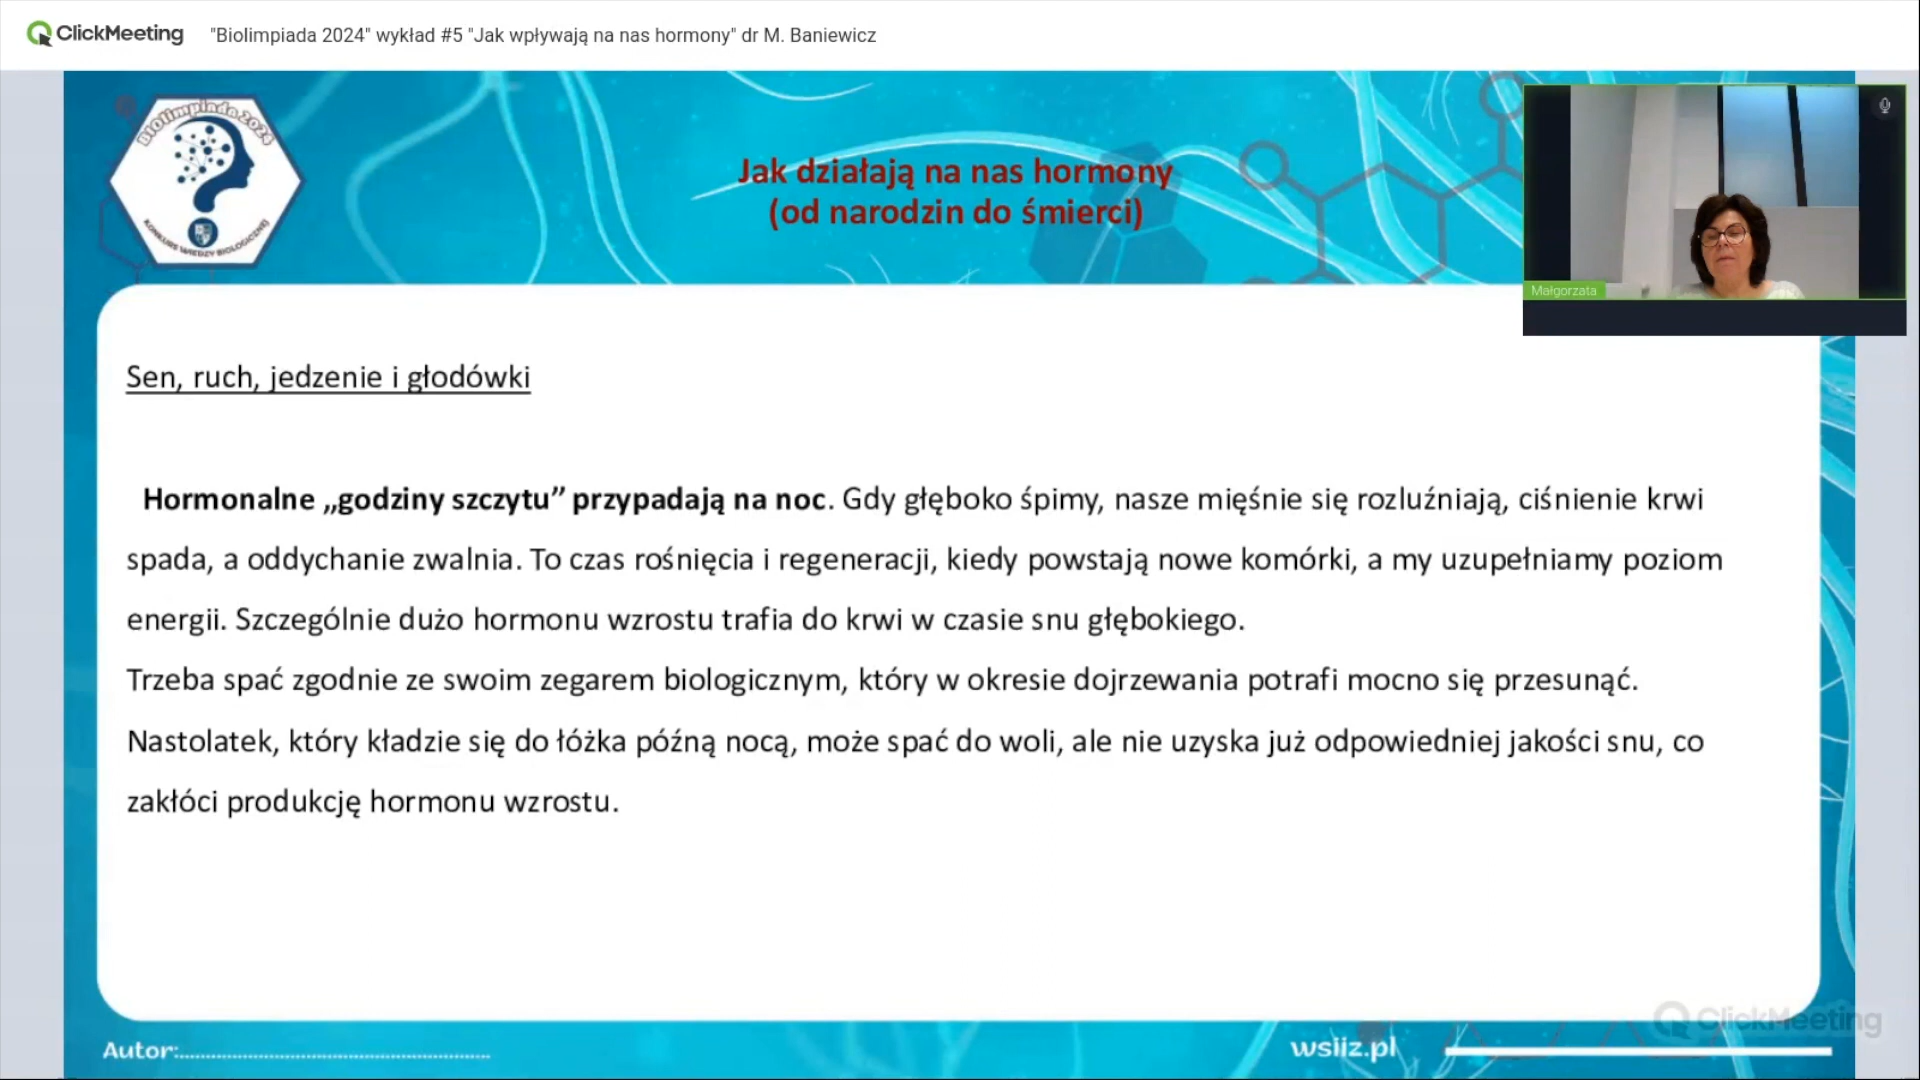 ClickMeeting "Biolimpiada 2024" wykład #5 "Jak wpływają na nas hormony" dr M. Baniewicz
BIOlimpiada 2024
KONKURS WIEDZY BIOLOGICZNEJ
Jak działają na nas hormony
(od narodzin do śmierci)
Małgorzata
Sen, ruch, jedzenie i głodówki
Hormonalne „godziny szczytu” przypadają na noc. Gdy głęboko śpimy, nasze mięśnie się rozluźniają, ciśnienie krwi
spada, a oddychanie zwalnia. To czas rośnięcia i regeneracji, kiedy powstają nowe komórki, a my uzupełniamy poziom
energii. Szczególnie dużo hormonu wzrostu trafia do krwi w czasie snu głębokiego.
Trzeba spać zgodnie ze swoim zegarem biologicznym, który w okresie dojrzewania potrafi mocno się przesunąć.
Nastolatek, który kładzie się do łóżka późną nocą, może spać do woli, ale nie uzyska już odpowiedniej jakości snu, co
zakłóci produkcję hormonu wzrostu.
ClickMeeting
Autor:....................................................
wsiiz.pl